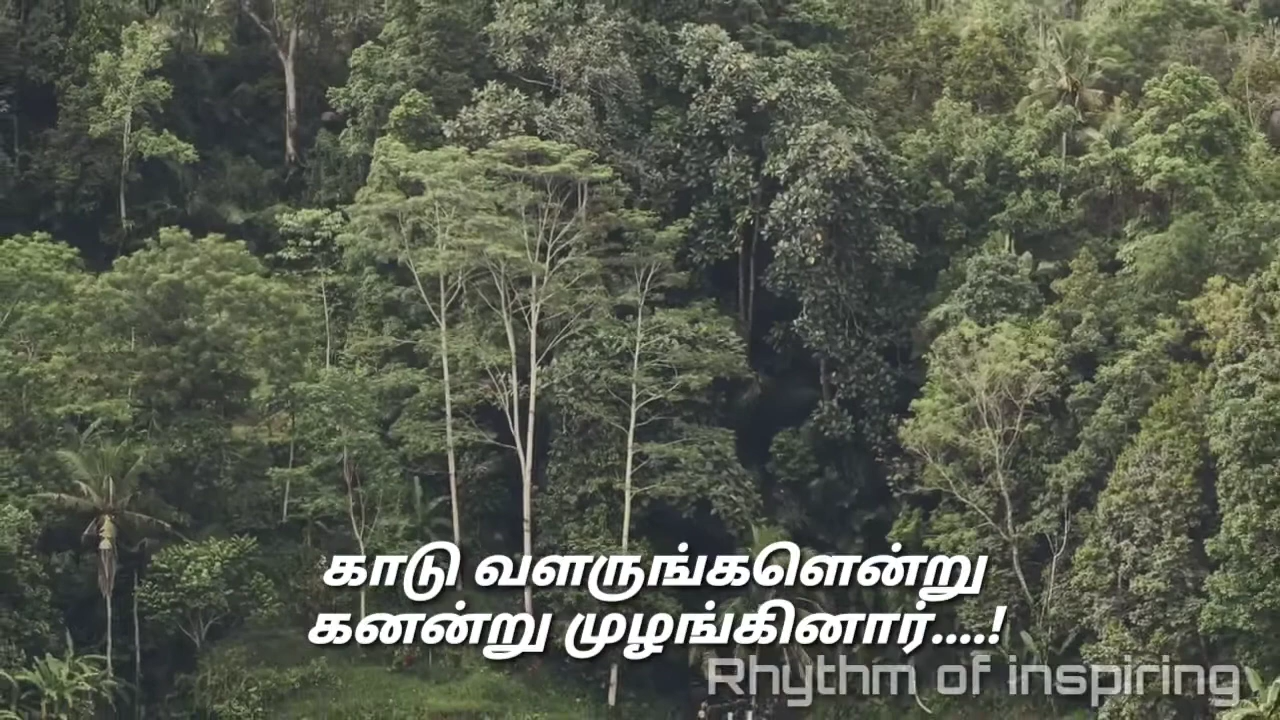 காடு வளருங்களென்று
கனன்று முழங்கினார்....!
Rhythm of inspiring